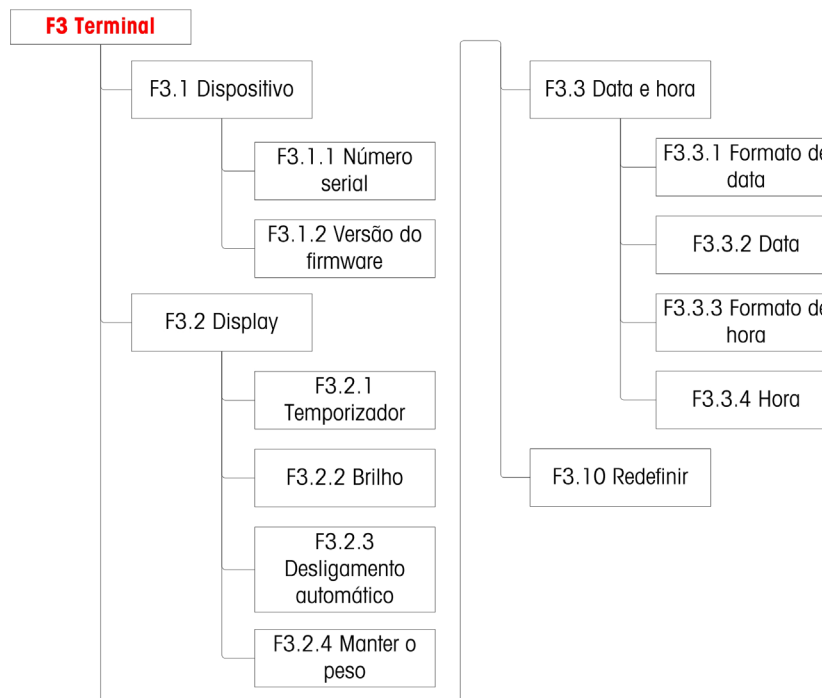 F3 Terminal
F3.1 Dispositivo
F3.1.1 Número
serial
F3.1.2 Versão do
firmware
F3.2 Display
F3.2.1
Temporizador
F3.2.2 Brilho
F3.2.3
Desligamento
automático
F3.2.4 Manter o
peso
F3.3 Data e hora
F3.3.1 Formato de
data
F3.3.2 Data
F3.3.3 Formato de
hora
F3.3.4 Hora
F3.10 Redefinir